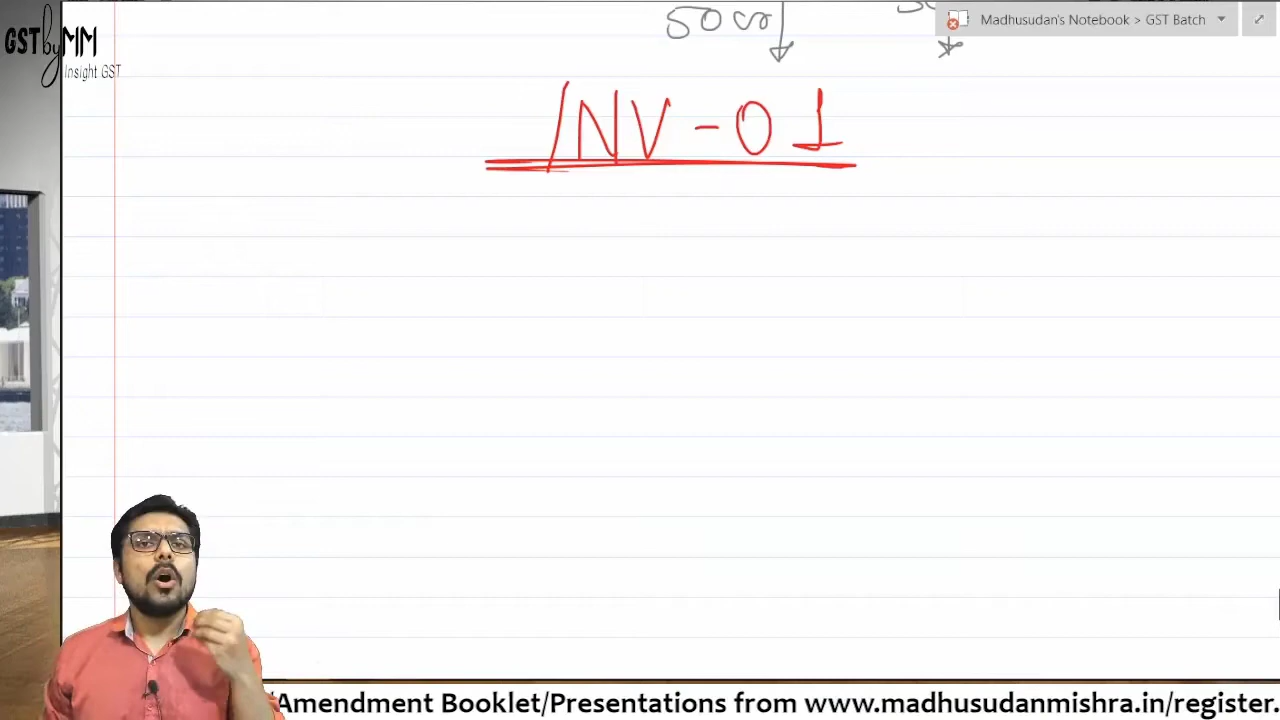 50 cr
Madhusudan's Notebook > GST Batch
GST by MM
Insight GST
INV - 01
Amendment Booklet/Presentations from www.madhusudanmishra.in/register.